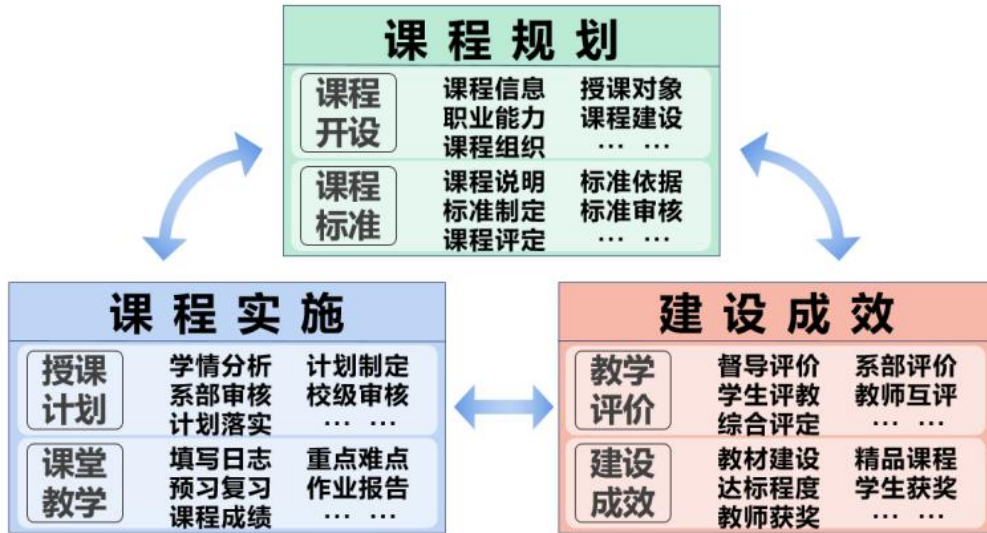 课程规划
课程
开设
课程信息 授课对象
职业能力 课程建设
课程组织 … …
课程
标准
课程说明 标准依据
标准制定 标准审核
课程评定 … …
课程实施
授课
计划
学情分析 计划制定
系部审核 校级审核
计划落实 … …
课堂
教学
填写日志 重点难点
预习复习 作业报告
课程成绩 … …
建设成效
教学
评价
督导评价 系部评价
学生评教 教师互评
综合评定 … …
建设
成效
教材建设 精品课程
达标程度 学生获奖
教师获奖 … …